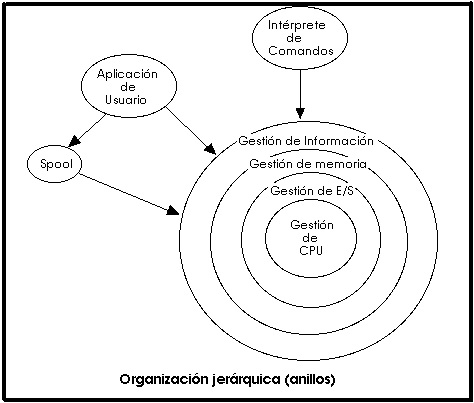 Intérprete
de
Comandos
Aplicación
de
Usuario
Spool
Gestión de Información
Gestión de memoria
Gestión de E/S
Gestión
de
CPU
Organización jerárquica (anillos)